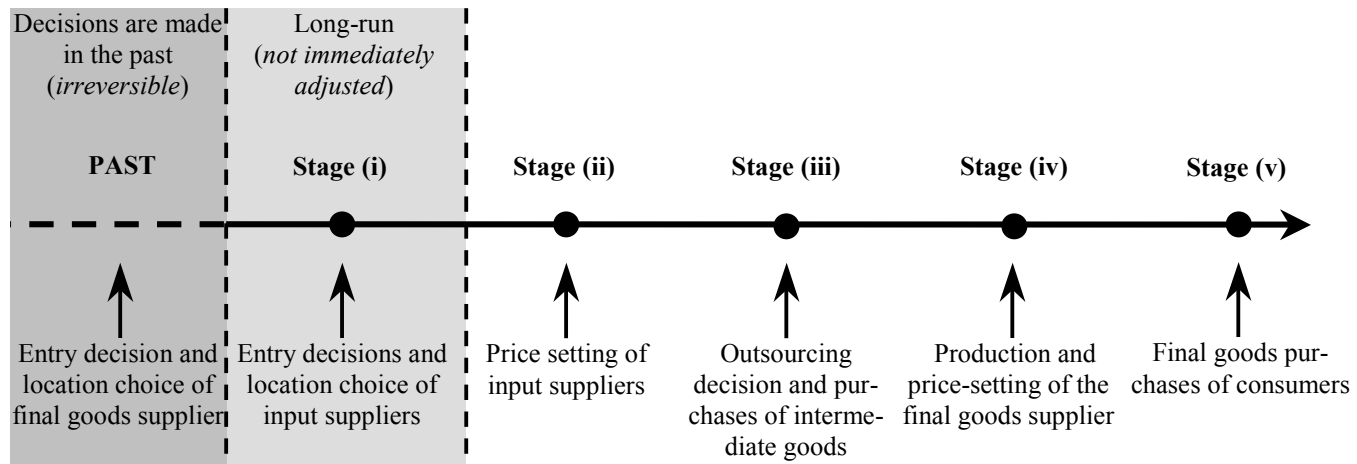 Decisions are made
in the past
(irreversible)
Long-run
(not immediately
adjusted)
PAST
Stage (i)
Stage (ii)
Stage (iii)
Stage (iv)
Stage (v)
Entry decision and
location choice of
final goods supplier
Entry decisions and
location choice of
input suppliers
Price setting of
input suppliers
Outsourcing
decision and pur-
chases of interme-
diate goods
Production and
price-setting of the
final goods supplier
Final goods pur-
chases of consumers